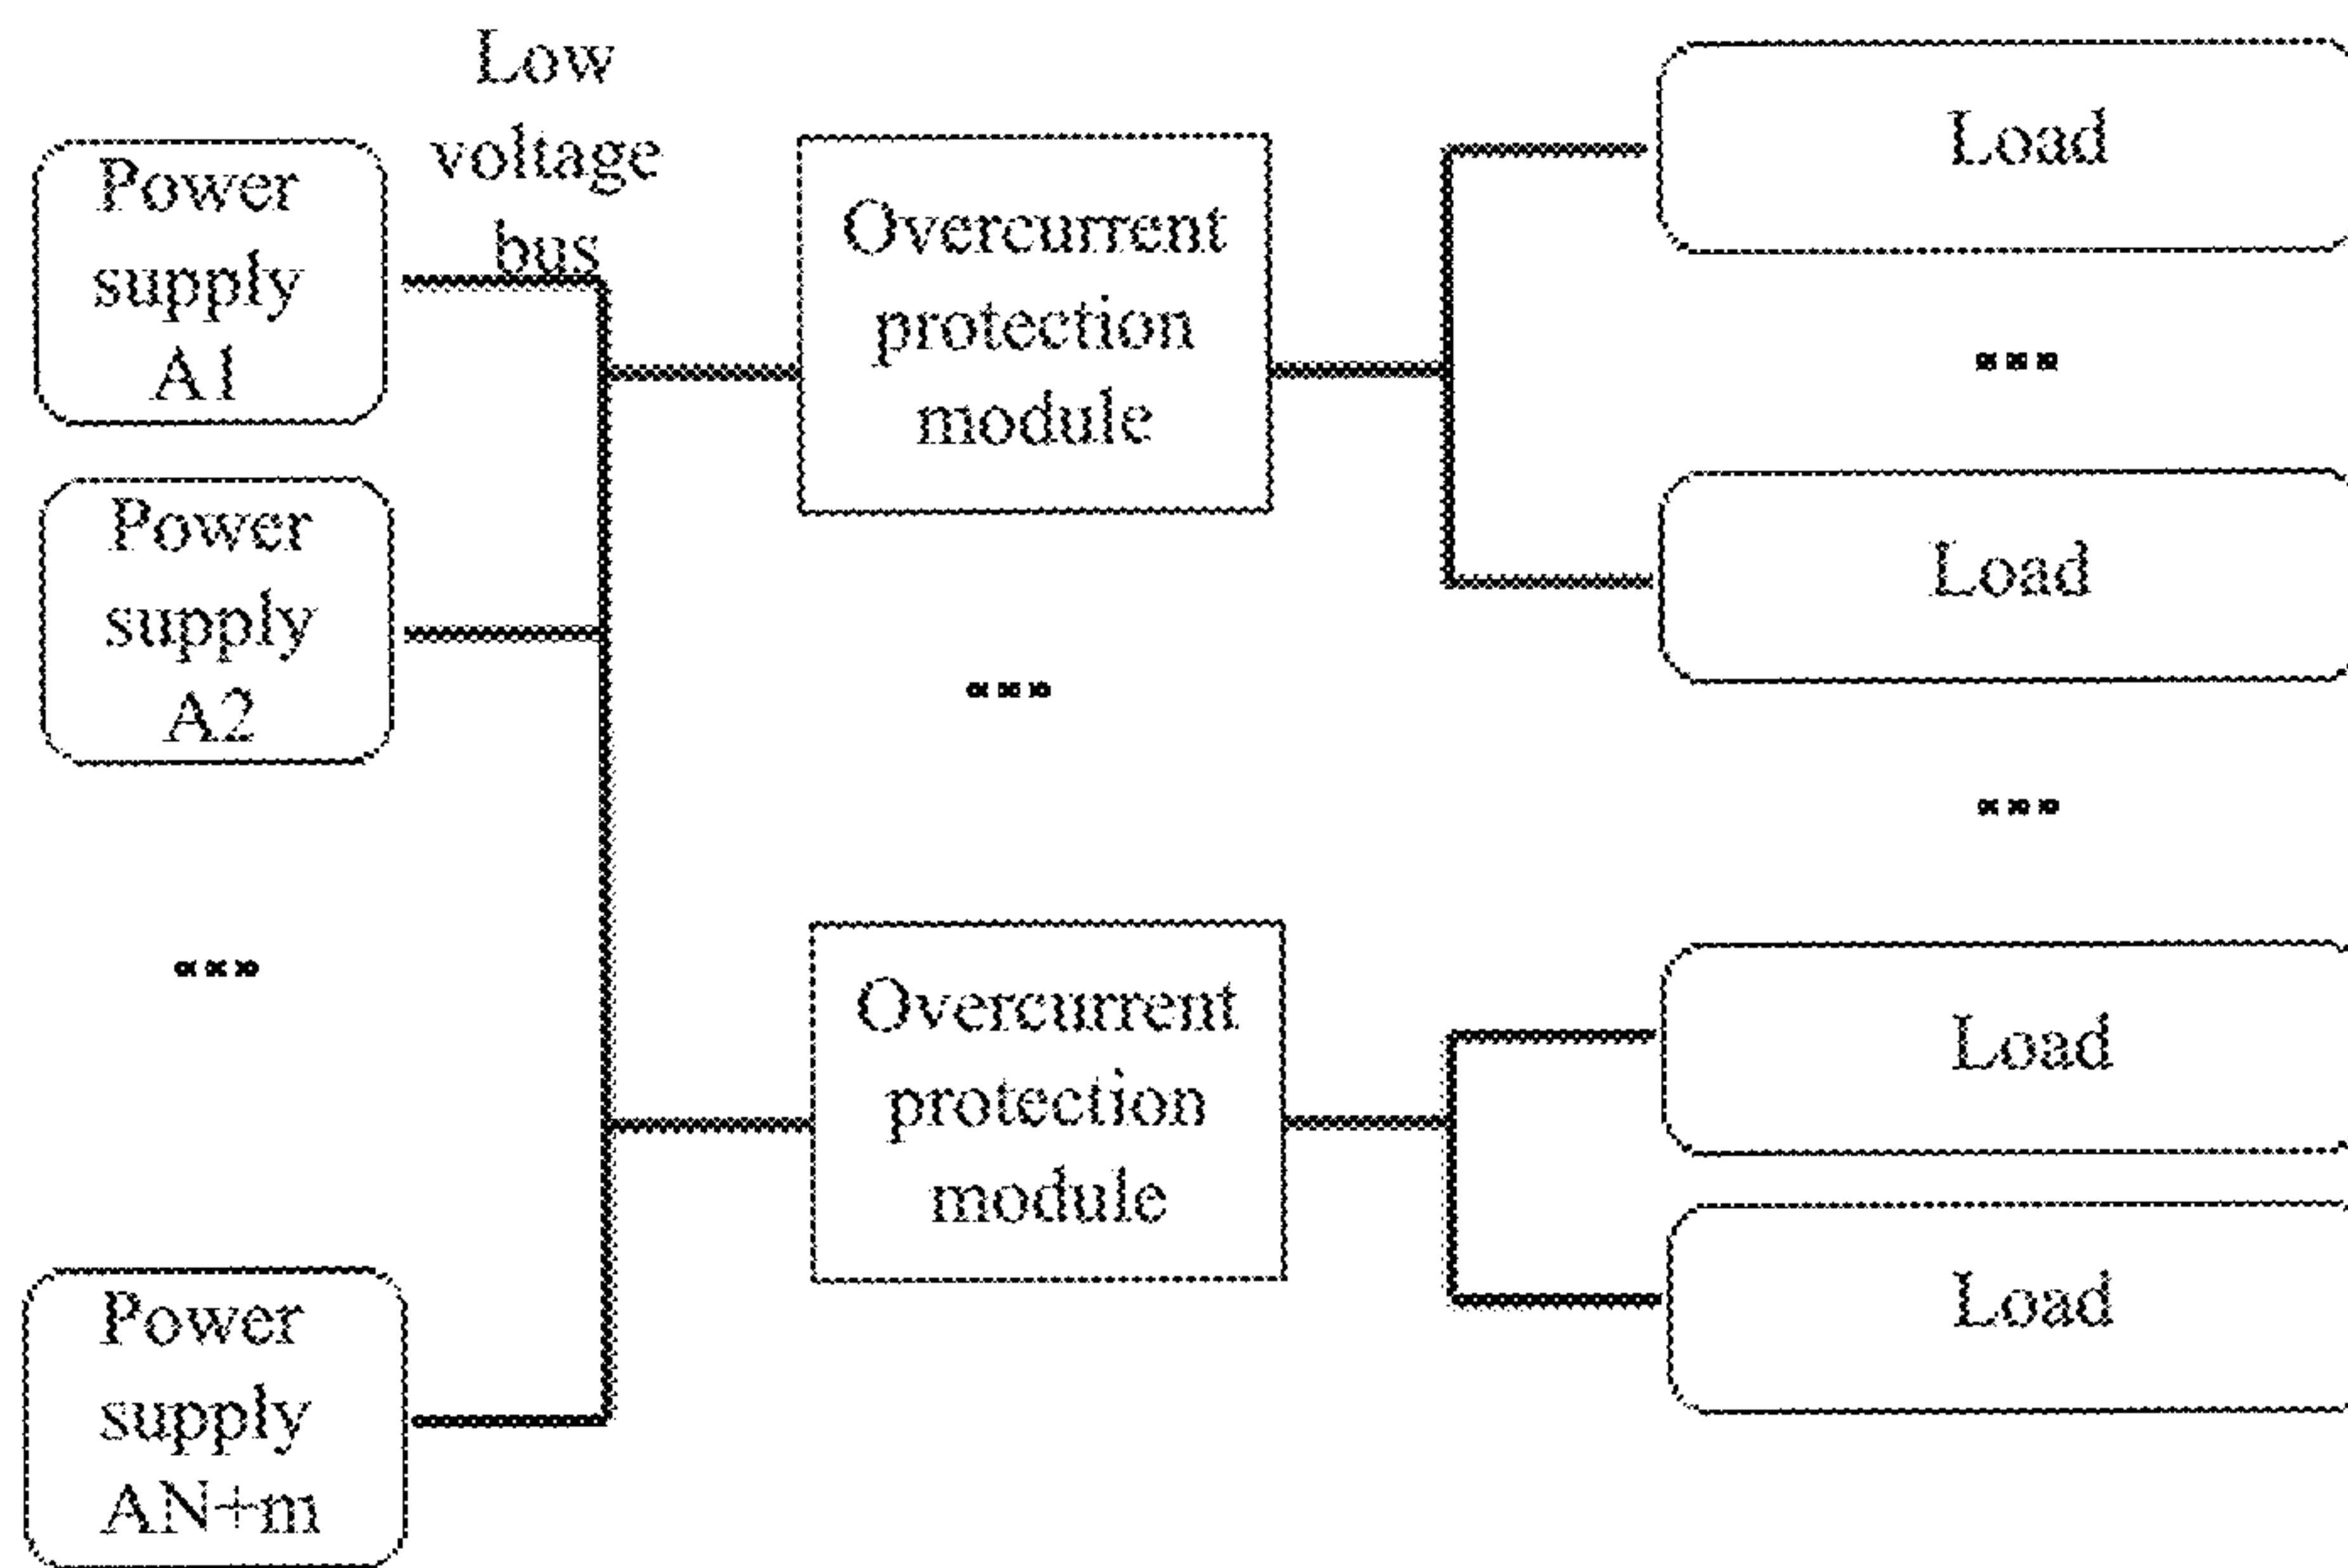 Low
voltage
bus
Power
supply
A1
Power
supply
A2
...
Power
supply
AN+m
Overcurrent
protection
module
...
Overcurrent
protection
module
Load
...
Load
...
Load
Load